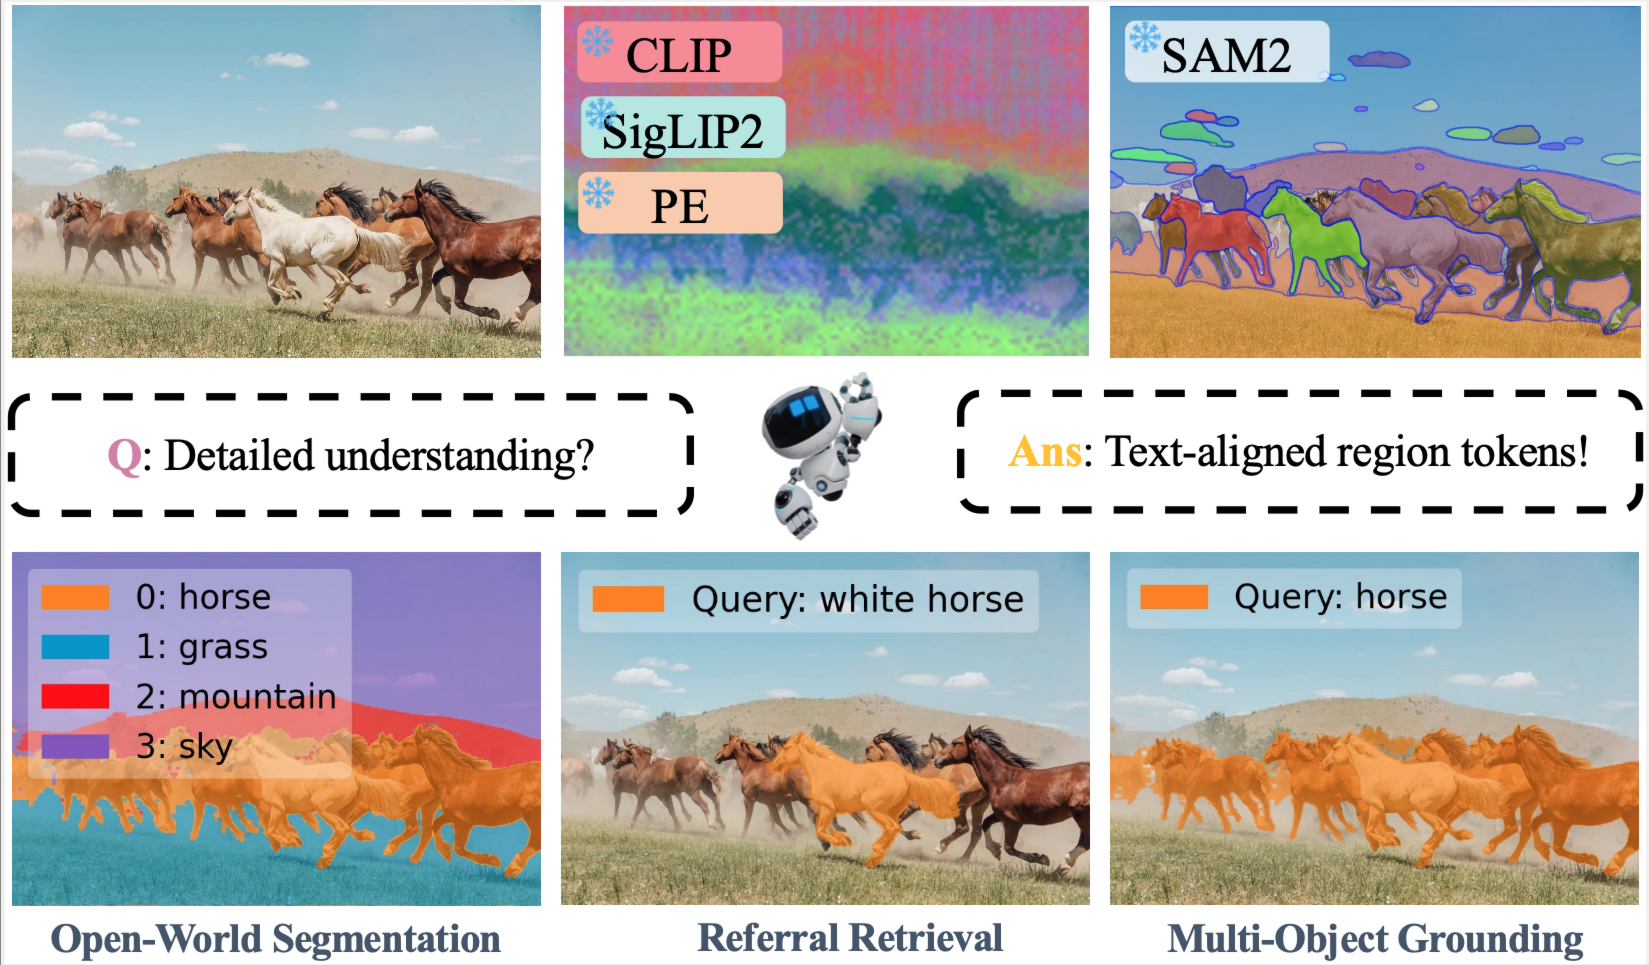 CLIP
SigLIP2
PE
SAM2
Q: Detailed understanding?
Ans: Text-aligned region tokens!
0: horse
1: grass
2: mountain
3: sky
Query: white horse
Query: horse
Open-World Segmentation
Referral Retrieval
Multi-Object Grounding